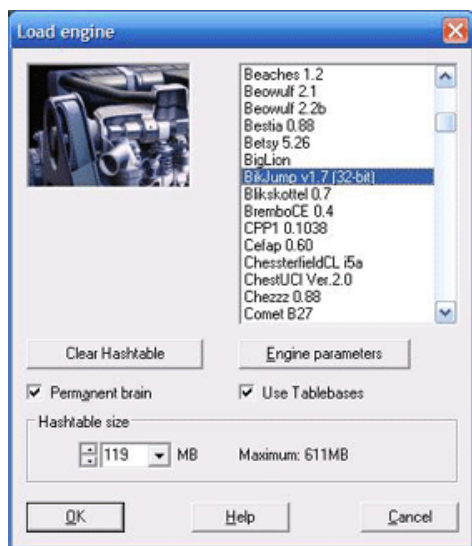 Load engine
Beaches 1.2
Beowulf 2.1
Beowulf 2.2b
Bestia 0.88
Betsy 5.26
BigLion
BikJump v1.7 (32-bit)
Blikskottel 0.7
BremboCE 0.4
CPP1 0.1038
Cefap 0.60
ChessterfieldCL i5a
ChestUCI Ver.2.0
Chezzz 0.88
Comet B27
Clear Hashtable
Engine parameters
Permanent brain
Use Tablebases
Hashtable size
119 MB Maximum: 611MB
OK Help Cancel